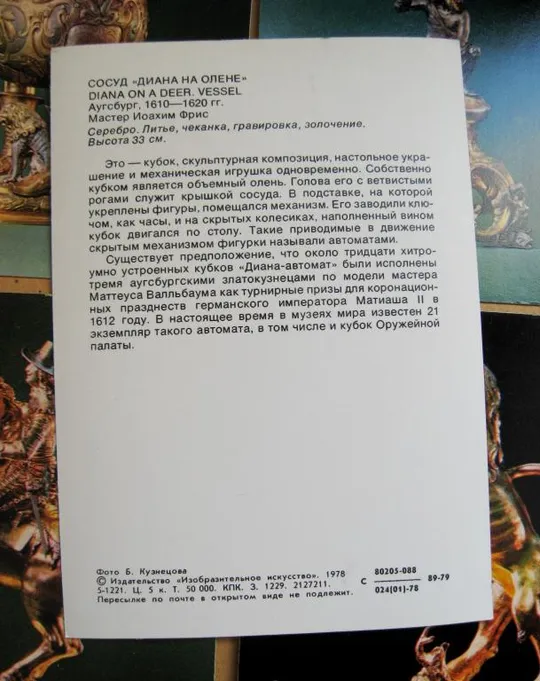 СОСУД «ДИАНА НА ОЛЕНЕ»
DIANA ON A DEER. VESSEL
Аугсбург, 1610—1620 гг.
Мастер Иоахим Фрис
Серебро. Литье, чеканка, гравировка, золочение.
Высота 33 см.
Это — кубок, скульптурная композиция, настольное укра-
шение и механическая игрушка одновременно. Собственно
кубком является объемный олень. Голова его с ветвистыми
рогами служит крышкой сосуда. В подставке, на которой
укреплены фигуры, помещался механизм. Его заводили клю-
чом, как часы, и на скрытых колесиках, наполненный вином
кубок двигался по столу. Такие приводимые в движение
скрытым механизмом фигурки называли автоматами.
Существует предположение, что около тридцати хитро-
умно устроенных кубков «Диана-автомат» были исполнены
тремя аугсбургскими златокузнецами по модели мастера
Маттеуса Валльбаума как турнирные призы для коронацион-
ных празднеств германского императора Матиаша II в
1612 году. В настоящее время в музеях мира известен 21
экземпляр такого автомата, в том числе и кубок Оружейной
палаты.
Фото Б. Кузнецова
© Издательство «Изобразительное искусство». 1978
5-1221. Ц. 5 к. Т. 50 000. КПК. З. 1229. 2127211.
Пересылке по почте в открытом виде не подлежит.
С 80205-088 89-79
024(01)-78